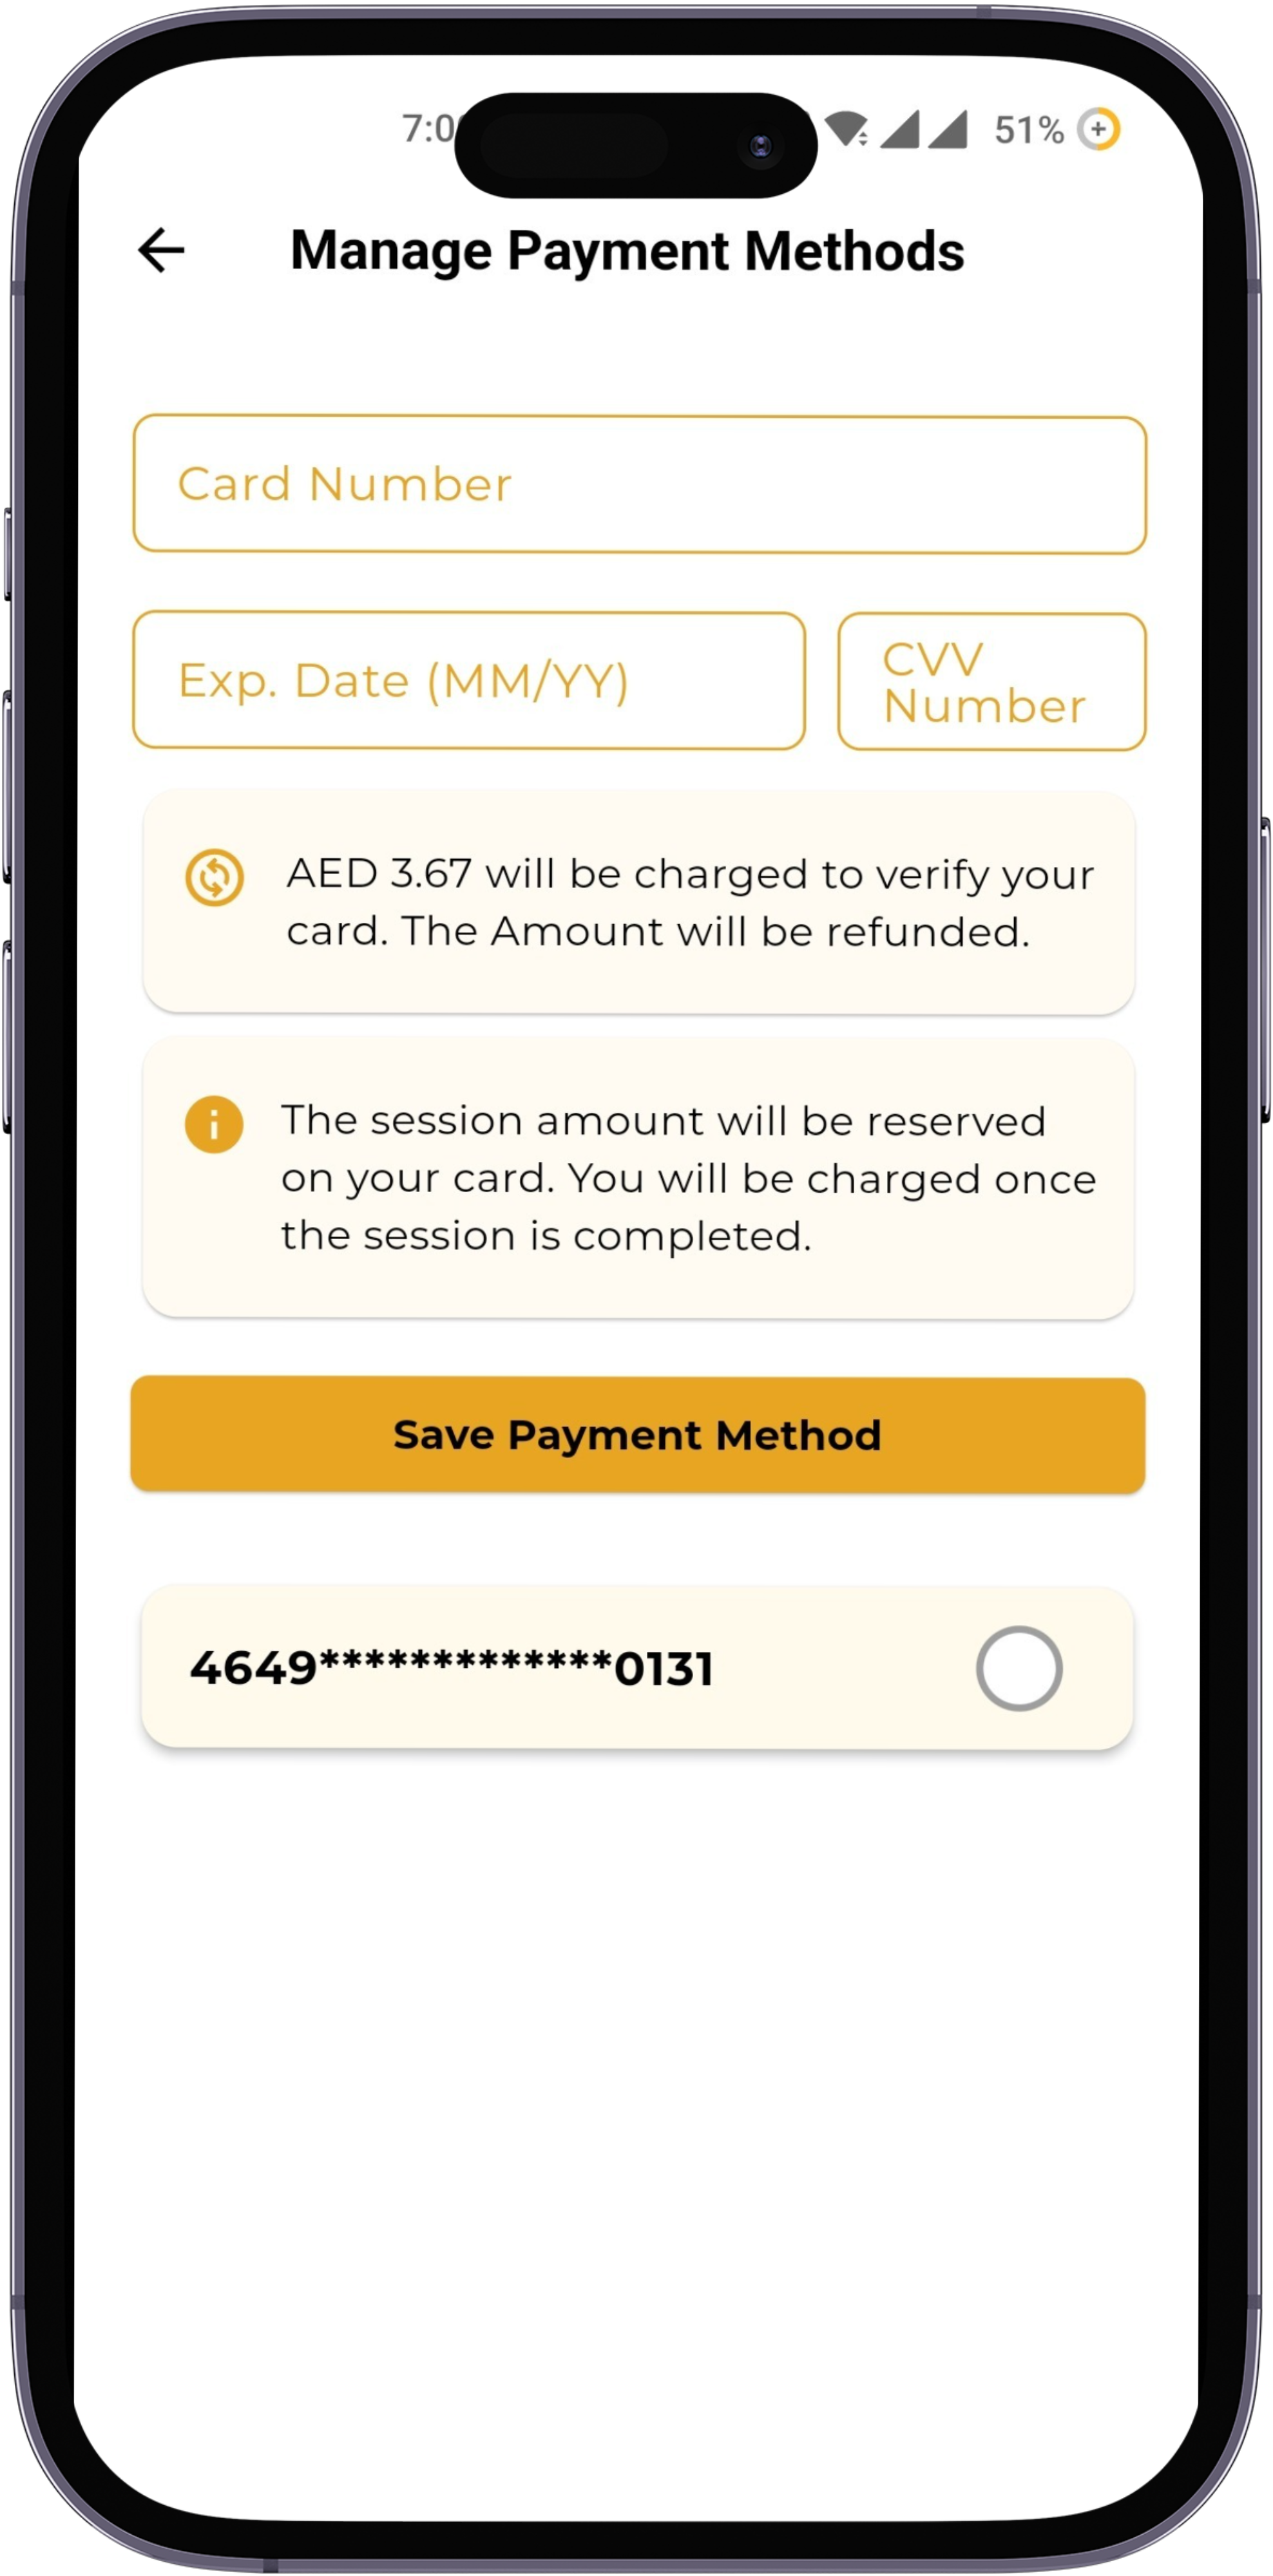 7:0 51%
Manage Payment Methods
Card Number
Exp. Date (MM/YY)
CVV
Number
AED 3.67 will be charged to verify your
card. The Amount will be refunded.
The session amount will be reserved
on your card. You will be charged once
the session is completed.
Save Payment Method
4649*************0131